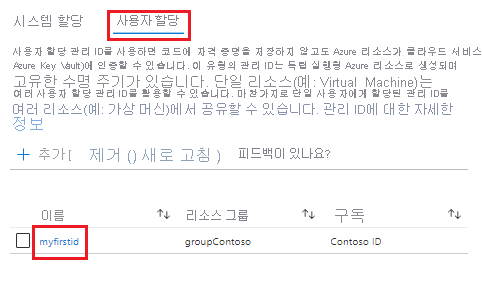 시스템 할당 사용자 할당
사용자 할당 관리 ID를 사용하면 코드에 자격 증명을 저장하지 않고도 Azure 리소스가 클라우드 서비스
Azure Key Vault)에 인증할 수 있습니다. 이 유형의 관리 ID는 독립 실행형 Azure 리소스로 생성되며
고유한 수명 주기가 있습니다. 단일 리소스(예: Virtual Machine)는
여러 사용자 할당 관리 ID를 활용할 수 있습니다. 마찬가지로 단일 사용자에게 할당된 관리 ID를
여러 리소스(예: 가상 머신)에서 공유할 수 있습니다. 관리 ID에 대한 자세한
정보
+ 추가 [ 제거 () 새로 고침 ) 피드백이 있나요?
이름 ↑↓ 리소스 그룹 ↑↓ 구독 ↑↓
myfirstid groupContoso Contoso ID